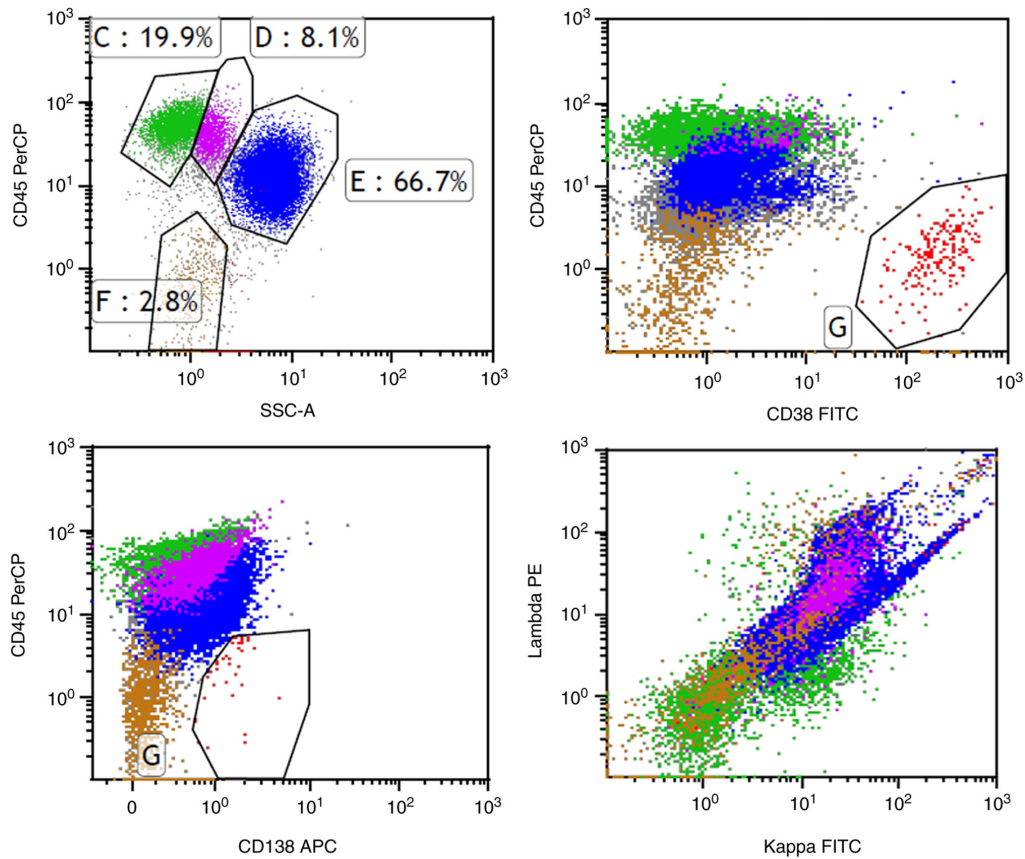 C : 19.9%
D : 8.1%
E : 66.7%
F : 2.8%
10³
10²
10¹
10⁰
CD45 PerCP
10⁰
10¹
10²
10³
SSC-A
10³
10²
10¹
10⁰
CD45 PerCP
G
10⁰
10¹
10²
10³
CD38 FITC
10³
10²
10¹
10⁰
CD45 PerCP
G
0
10⁰
10¹
10²
10³
CD138 APC
10³
10²
10¹
10⁰
Lambda PE
10⁰
10¹
10²
10³
Kappa FITC